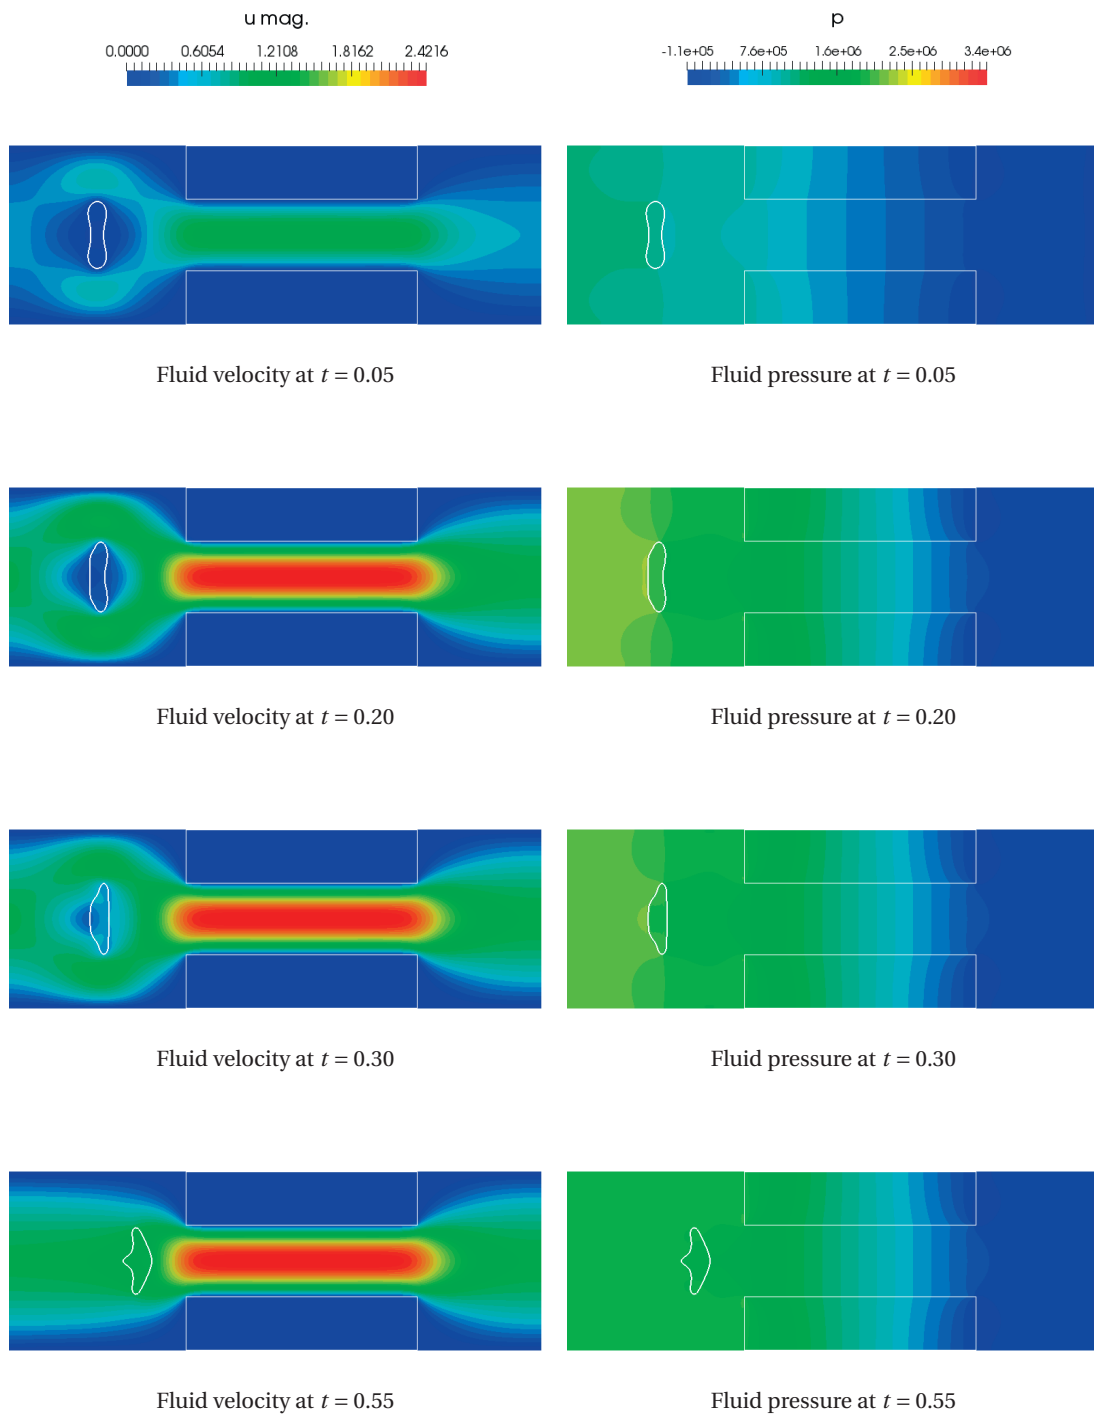 u mag.
0.0000 0.6054 1.2108 1.8162 2.4216
p
-1.1e+05 7.6e+05 1.6e+06 2.5e+06 3.4e+06
Fluid velocity at t = 0.05
Fluid pressure at t = 0.05
Fluid velocity at t = 0.20
Fluid pressure at t = 0.20
Fluid velocity at t = 0.30
Fluid pressure at t = 0.30
Fluid velocity at t = 0.55
Fluid pressure at t = 0.55